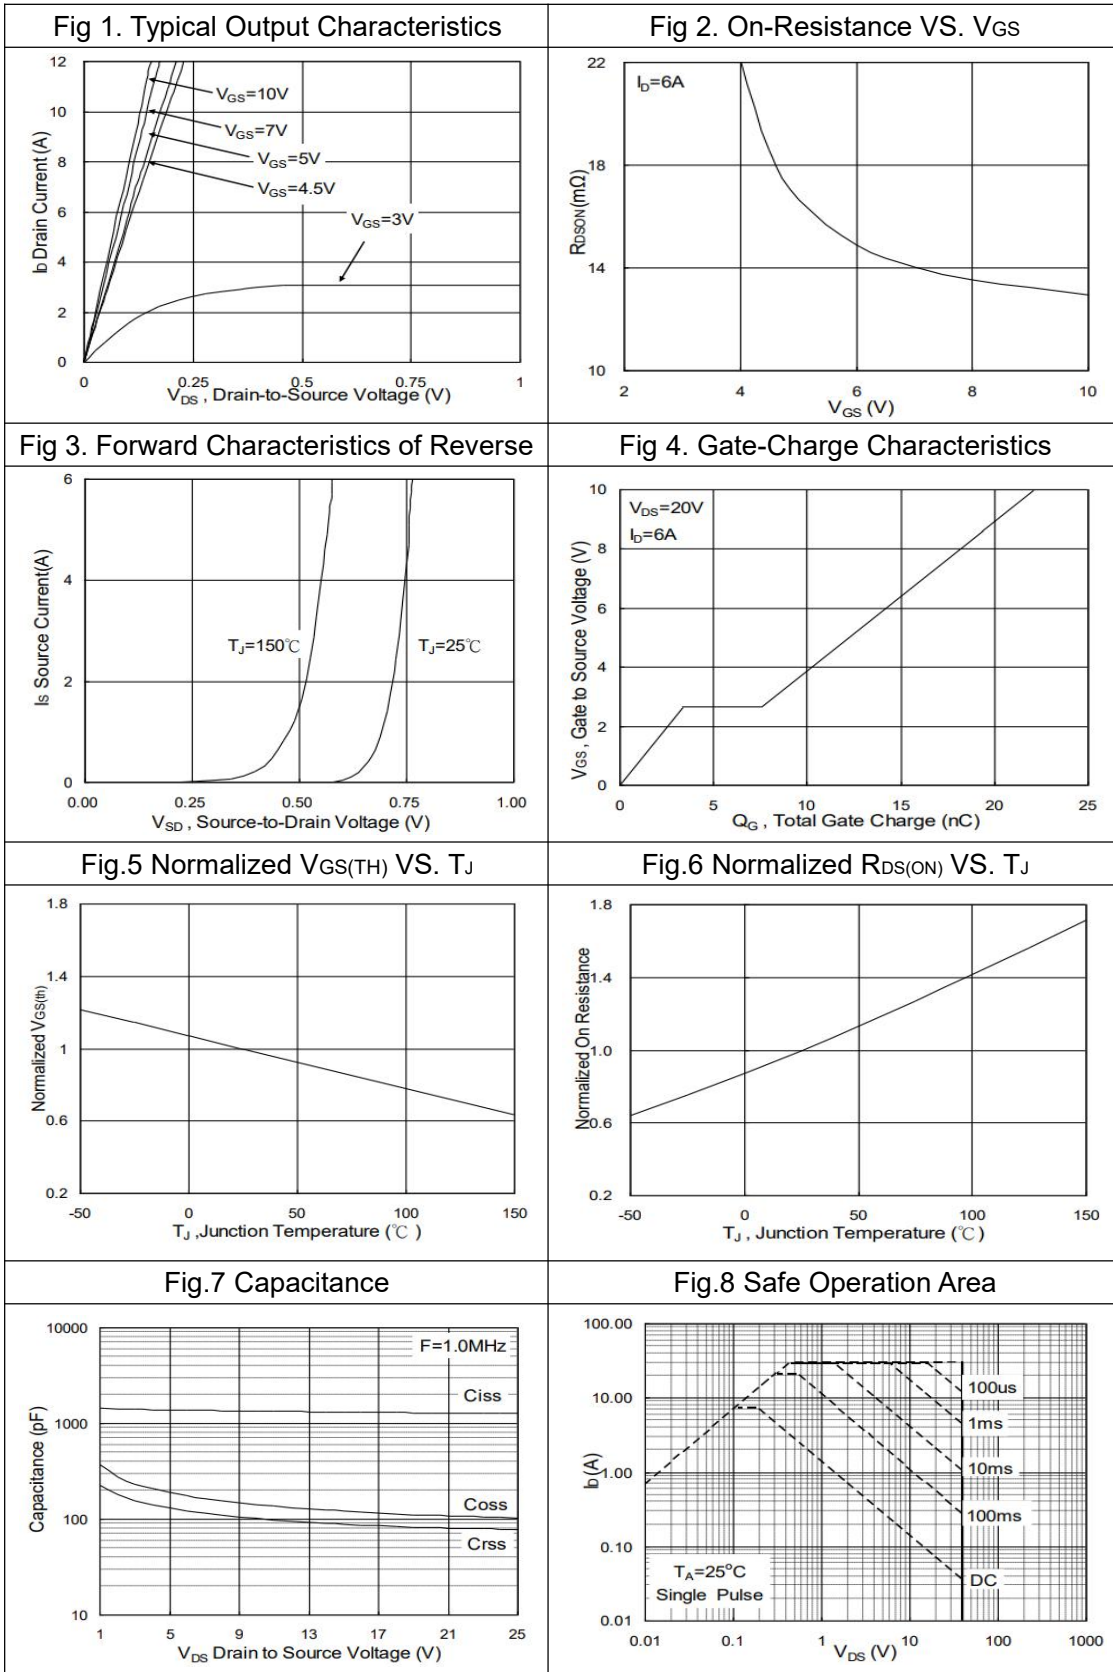 Fig 1. Typical Output Characteristics
12
10
8
6
4
2
0
0
0.25
0.5
0.75
1
VGS=10V
VGS=7V
VGS=5V
VGS=4.5V
VGS=3V
ID Drain Current (A)
VDS , Drain-to-Source Voltage (V)
Fig 2. On-Resistance VS. VGS
22
18
14
10
2
4
6
8
10
ID=6A
RDSON(mΩ)
VGS (V)
Fig 3. Forward Characteristics of Reverse
6
4
2
0
0.00
0.25
0.50
0.75
1.00
TJ=150℃
TJ=25℃
IS Source Current(A)
VSD , Source-to-Drain Voltage (V)
Fig 4. Gate-Charge Characteristics
10
8
6
4
2
0
0
5
10
15
20
25
VDS=20V
ID=6A
VGS , Gate to Source Voltage (V)
QG , Total Gate Charge (nC)
Fig.5 Normalized VGS(TH) VS. TJ
1.8
1.4
1
0.6
0.2
-50
0
50
100
150
Normalized VGS(th)
TJ ,Junction Temperature (℃ )
Fig.6 Normalized RDS(ON) VS. TJ
1.8
1.4
1.0
0.6
0.2
-50
0
50
100
150
Normalized On Resistance
TJ , Junction Temperature (℃)
Fig.7 Capacitance
10000
1000
100
10
1
5
9
13
17
21
25
F=1.0MHz
Ciss
Coss
Crss
Capacitance (pF)
VDS Drain to Source Voltage (V)
Fig.8 Safe Operation Area
100.00
10.00
1.00
0.10
0.01
0.01
0.1
1
10
100
1000
100us
1ms
10ms
100ms
DC
TA=25oC
Single Pulse
ID (A)
VDS (V)